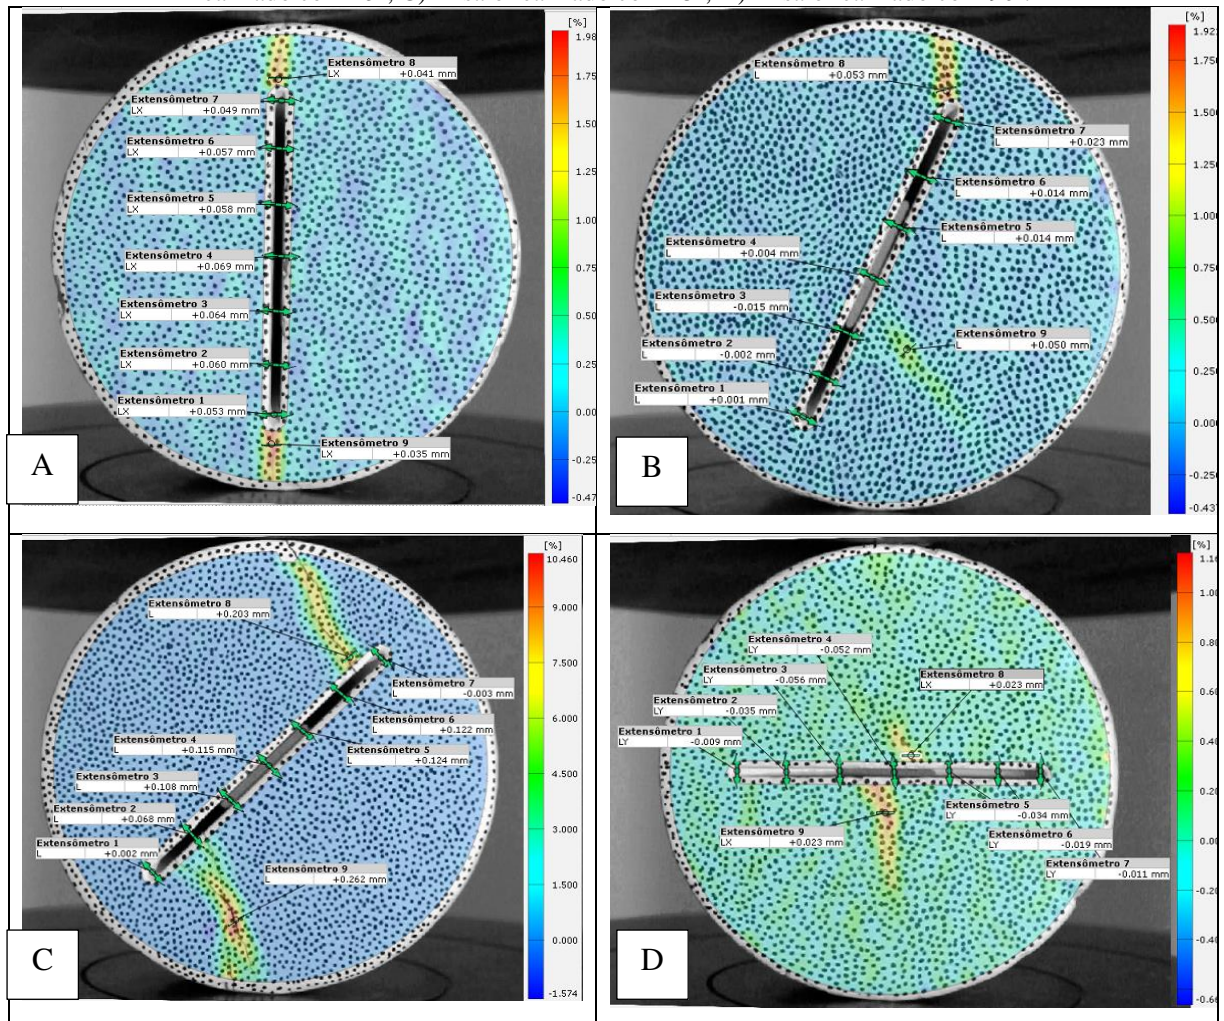 [%]
1.98
Extensômetro 8
LX +0.041 mm
1.75
Extensômetro 7
LX +0.049 mm
1.50
Extensômetro 6
LX +0.057 mm
1.25
Extensômetro 5
LX +0.058 mm
1.00
Extensômetro 4
LX +0.069 mm
0.75
Extensômetro 3
LX +0.064 mm
0.50
Extensômetro 2
LX +0.060 mm
0.25
Extensômetro 1
LX +0.053 mm
0.00
Extensômetro 9
LX +0.035 mm
-0.25
-0.47
A
[%]
1.92
1.750
Extensômetro 8
L +0.053 mm
1.500
Extensômetro 7
L +0.023 mm
1.250
Extensômetro 6
L +0.014 mm
1.000
Extensômetro 5
L +0.014 mm
Extensômetro 4
L +0.004 mm
0.750
Extensômetro 3
L -0.015 mm
0.500
Extensômetro 9
L +0.050 mm
Extensômetro 2
L -0.002 mm
0.250
Extensômetro 1
L +0.001 mm
0.000
-0.250
-0.437
B
[%]
10.460
9.000
Extensômetro 8
L +0.203 mm
7.500
Extensômetro 7
L -0.003 mm
6.000
Extensômetro 6
L +0.122 mm
Extensômetro 4
L +0.115 mm
Extensômetro 5
L +0.124 mm
4.500
Extensômetro 3
L +0.108 mm
Extensômetro 2
L +0.068 mm
3.000
Extensômetro 1
L +0.002 mm
Extensômetro 9
L +0.262 mm
1.500
0.000
-1.574
C
[%]
1.16
1.00
Extensômetro 4
LY -0.052 mm
0.80
Extensômetro 3
LY -0.056 mm
Extensômetro 8
LX +0.023 mm
0.60
Extensômetro 2
LY -0.035 mm
0.40
Extensômetro 1
LY -0.009 mm
0.20
Extensômetro 5
LY -0.034 mm
Extensômetro 9
LX +0.023 mm
Extensômetro 6
LY -0.019 mm
0.00
Extensômetro 7
LY -0.011 mm
-0.20
-0.40
-0.66
D